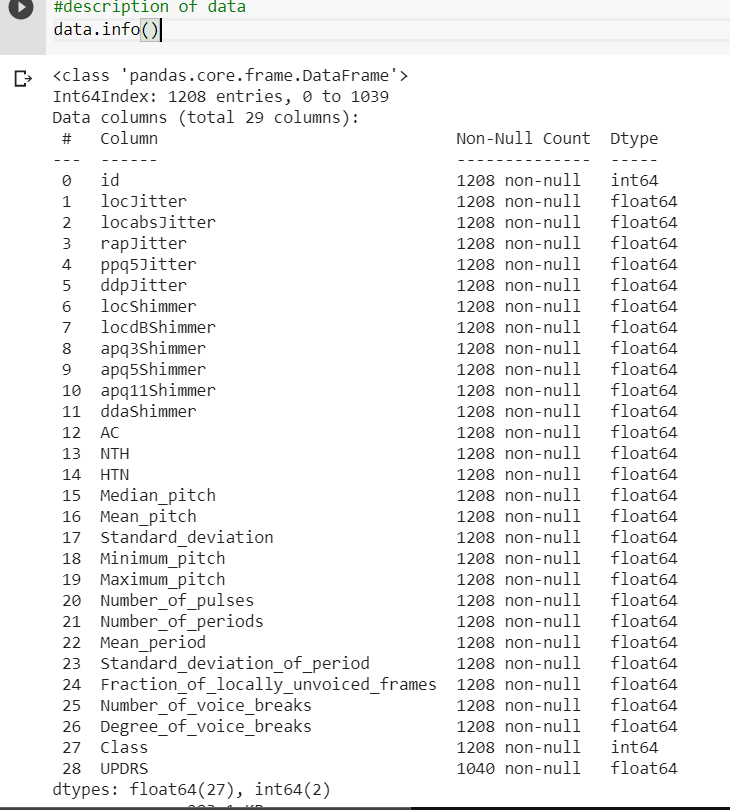 #description of data
data.info()
<class 'pandas.core.frame.DataFrame'>
Int64Index: 1208 entries, 0 to 1039
Data columns (total 29 columns):
 #   Column                                Non-Null Count  Dtype
---  ------                                --------------  -----
 0   id                                    1208 non-null   int64
 1   locJitter                             1208 non-null   float64
 2   locabsJitter                          1208 non-null   float64
 3   rapJitter                             1208 non-null   float64
 4   ppq5Jitter                            1208 non-null   float64
 5   ddpJitter                             1208 non-null   float64
 6   locShimmer                            1208 non-null   float64
 7   locdBShimmer                          1208 non-null   float64
 8   apq3Shimmer                           1208 non-null   float64
 9   apq5Shimmer                           1208 non-null   float64
 10  apq11Shimmer                          1208 non-null   float64
 11  ddaShimmer                            1208 non-null   float64
 12  AC                                    1208 non-null   float64
 13  NTH                                   1208 non-null   float64
 14  HTN                                   1208 non-null   float64
 15  Median_pitch                          1208 non-null   float64
 16  Mean_pitch                            1208 non-null   float64
 17  Standard_deviation                    1208 non-null   float64
 18  Minimum_pitch                         1208 non-null   float64
 19  Maximum_pitch                         1208 non-null   float64
 20  Number_of_pulses                      1208 non-null   float64
 21  Number_of_periods                     1208 non-null   float64
 22  Mean_period                           1208 non-null   float64
 23  Standard_deviation_of_period          1208 non-null   float64
 24  Fraction_of_locally_unvoiced_frames   1208 non-null   float64
 25  Number_of_voice_breaks                1208 non-null   float64
 26  Degree_of_voice_breaks                1208 non-null   float64
 27  Class                                 1208 non-null   int64
 28  UPDRS                                 1040 non-null   float64
dtypes: float64(27), int64(2)